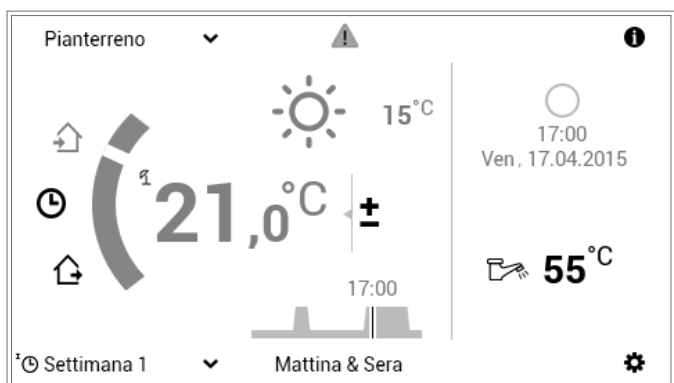 Pianterreno
15°C
17:00
Ven, 17.04.2015
21,0°C
±
55°C
17:00
Settimana 1
Mattina & Sera